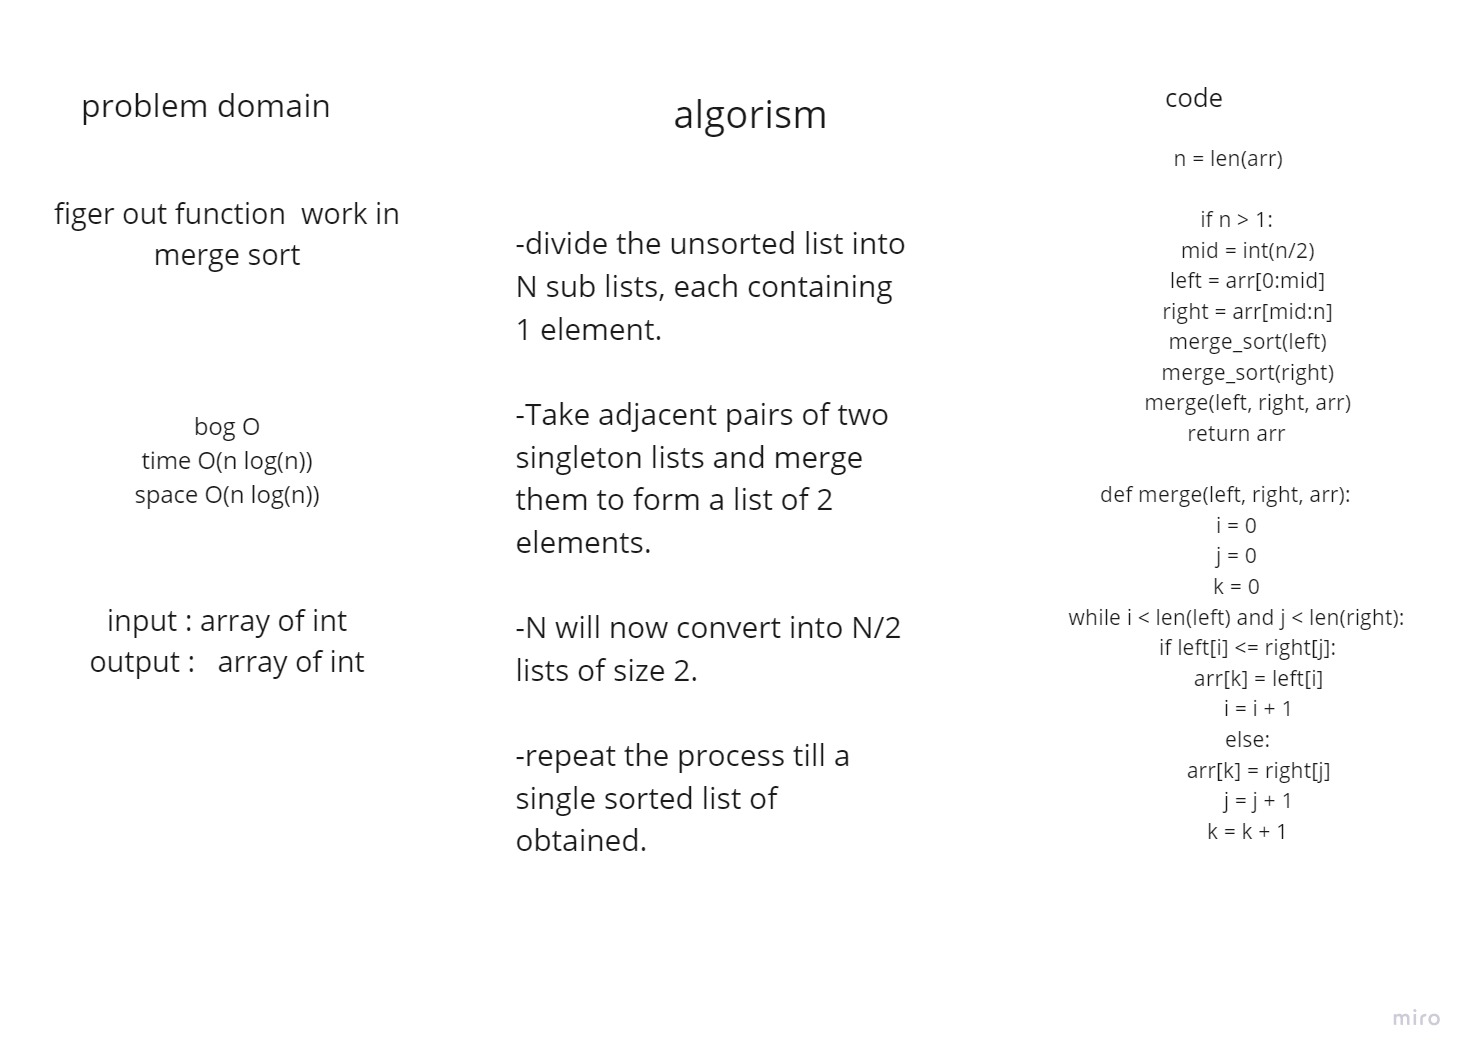 problem domain
figer out function  work in
merge sort
bog O
time O(n log(n))
space O(n log(n))
input : array of int
output :   array of int
algorism
-divide the unsorted list into
N sub lists, each containing
1 element.
-Take adjacent pairs of two
singleton lists and merge
them to form a list of 2
elements.
-N will now convert into N/2
lists of size 2.
-repeat the process till a
single sorted list of
obtained.
code
n = len(arr)
if n > 1:
mid = int(n/2)
left = arr[0:mid]
right = arr[mid:n]
merge_sort(left)
merge_sort(right)
merge(left, right, arr)
return arr
def merge(left, right, arr):
i = 0
j = 0
k = 0
while i < len(left) and j < len(right):
if left[i] <= right[j]:
arr[k] = left[i]
i = i + 1
else:
arr[k] = right[j]
j = j + 1
k = k + 1
miro